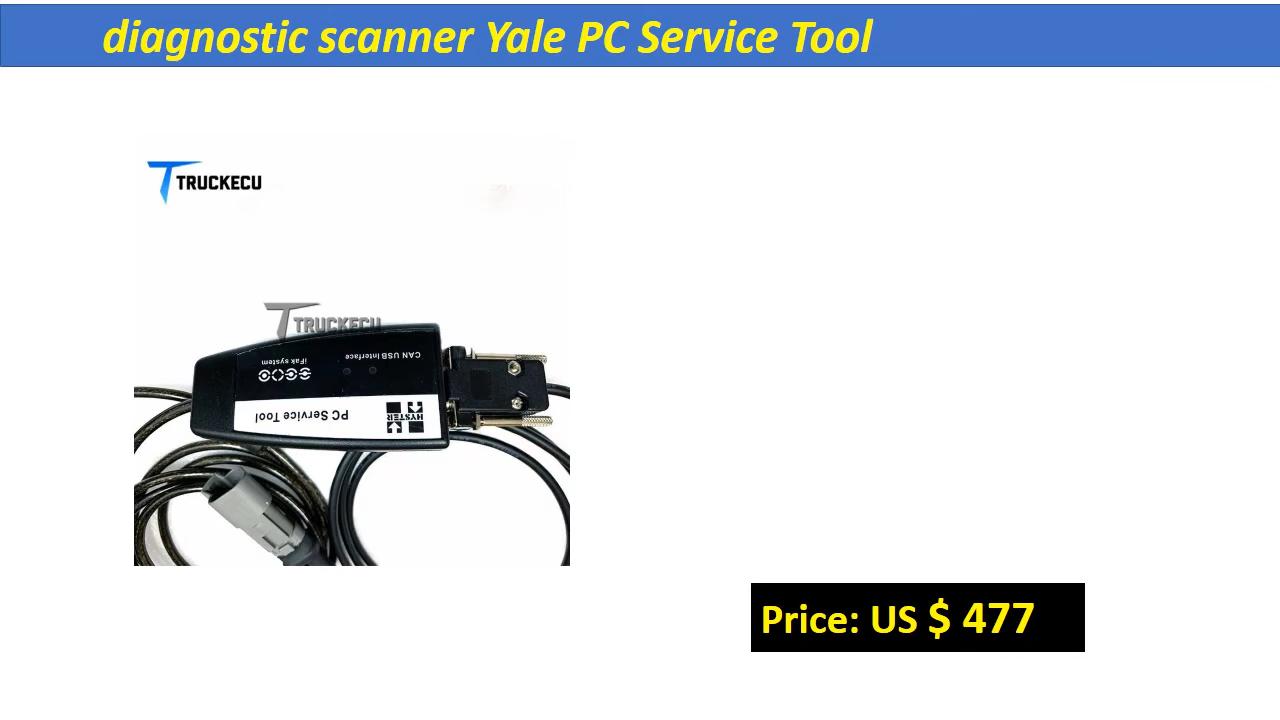 diagnostic scanner Yale PC Service Tool
TRUCKECU
TRUCKECU
CAN USB Interface
iFak system
HYSTER
PC Service Tool
Price: US $ 477